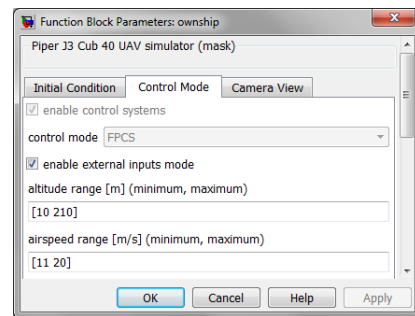 Function Block Parameters: ownship
Piper J3 Cub 40 UAV simulator (mask)
Initial Condition Control Mode Camera View
enable control systems
control mode FPCS
enable external inputs mode
altitude range [m] (minimum, maximum)
[10 210]
airspeed range [m/s] (minimum, maximum)
[11 20]
OK Cancel Help Apply